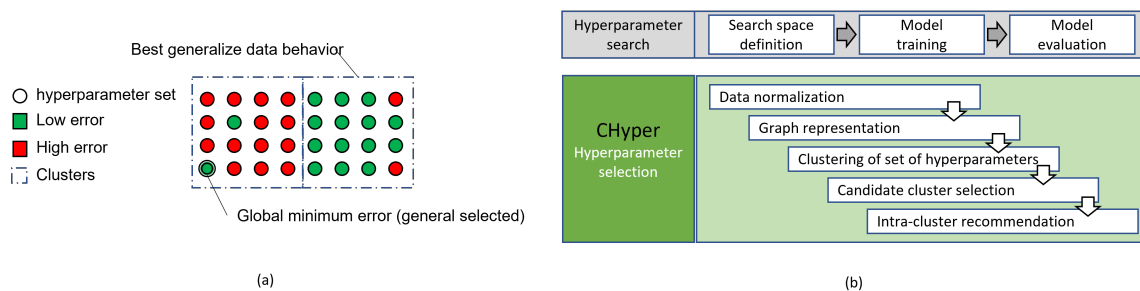 Best generalize data behavior
hyperparameter set
Low error
High error
Clusters
Global minimum error (general selected)
(a)
Hyperparameter
search
Search space
definition
Model
training
Model
evaluation
CHyper
Hyperparameter
selection
Data normalization
Graph representation
Clustering of set of hyperparameters
Candidate cluster selection
Intra-cluster recommendation
(b)